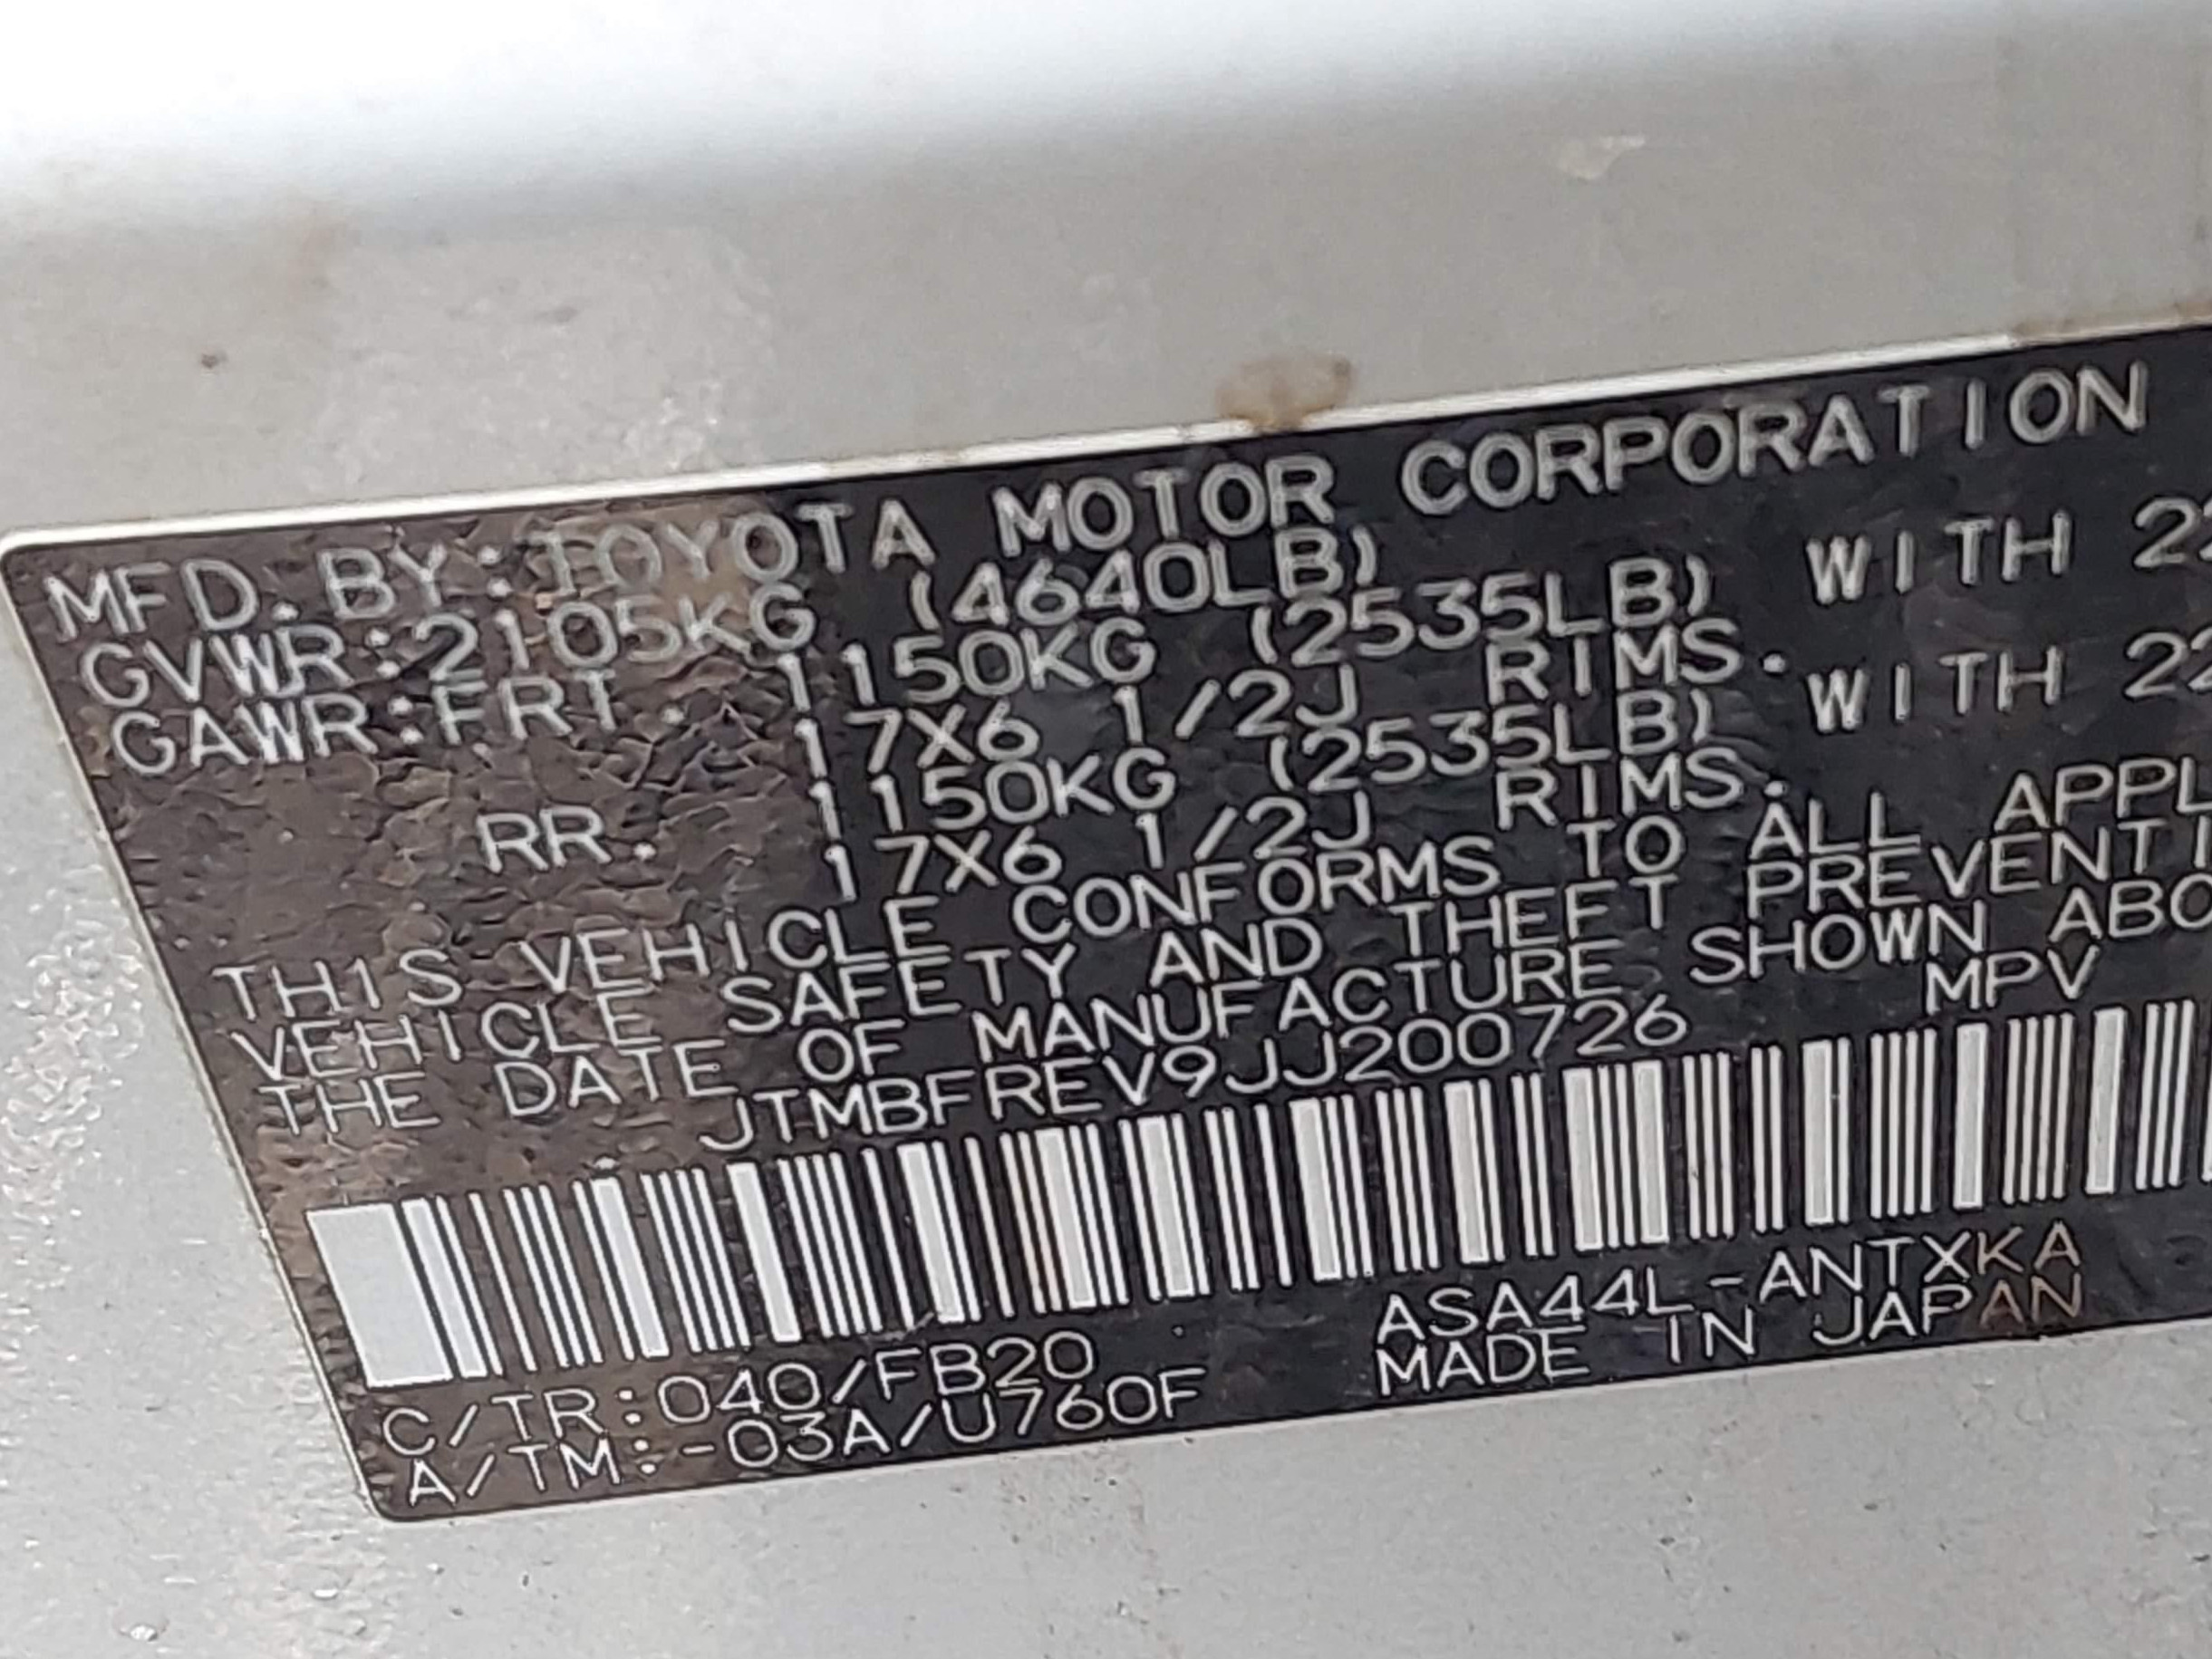 MFD. BY: TOYOTA MOTOR CORPORATION
GVWR: 2105KG (4640LB)
GAWR: FRT. 1150KG (2535LB) WITH
17X6 1/2J RIMS.
RR. 1150KG (2535LB) WITH
17X6 1/2J RIMS.
THIS VEHICLE CONFORMS TO ALL
VEHICLE SAFETY AND THEFT
THE DATE OF MANUFACTURE SHOWN
JTMBFREV9JJ200726 MPV
C/TR: 040/FB20 ASA44L-ANTXKA
A/TM: -03A/U760F MADE IN JAPAN